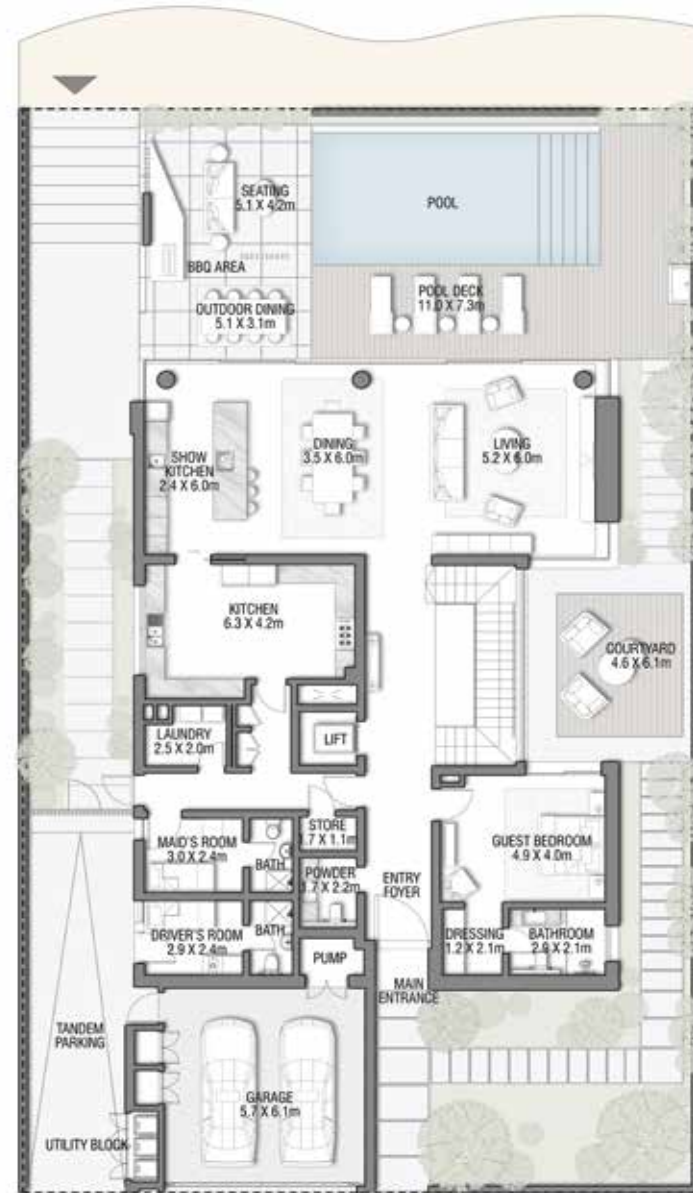 SEATING
5.1 X 4.2m
POOL
BBQ AREA
OUTDOOR DINING
5.1 X 3.1m
POOL DECK
11.0 X 7.3m
SHOW
KITCHEN
2.4 X 6.0m
DINING
3.5 X 6.0m
LIVING
5.2 X 6.0m
KITCHEN
6.3 X 4.2m
COURTYARD
4.6 X 6.1m
LAUNDRY
2.5 X 2.0m
LIFT
STORE
1.7 X 1.1m
MAID'S ROOM
3.0 X 2.4m
BATH
POWDER
1.7 X 2.2m
ENTRY
FOYER
GUEST BEDROOM
4.9 X 4.0m
DRIVER'S ROOM
2.9 X 2.4m
BATH
DRESSING
1.2 X 2.1m
BATHROOM
2.9 X 2.1m
PUMP
MAIN
ENTRANCE
TANDEM
PARKING
GARAGE
5.7 X 6.1m
UTILITY BLOCK